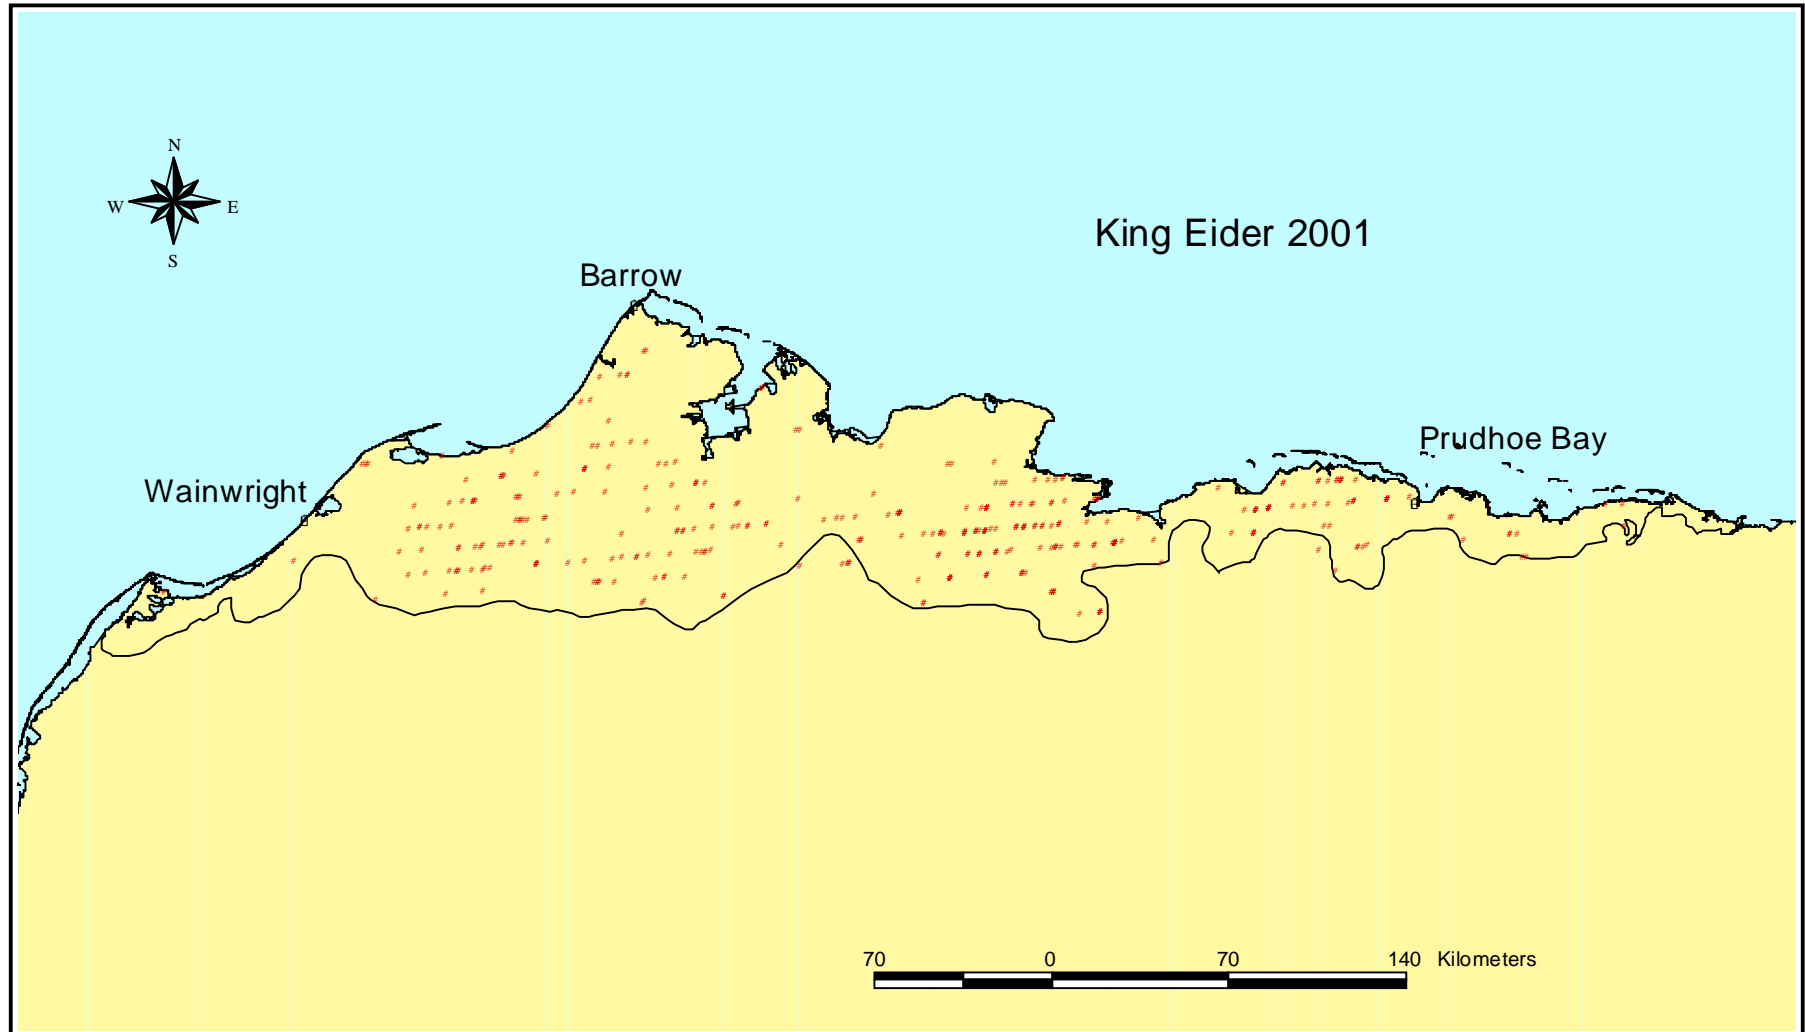 N
W E
S
King Eider 2001
Barrow
Prudhoe Bay
Wainwright
70 0 70 140 Kilometers